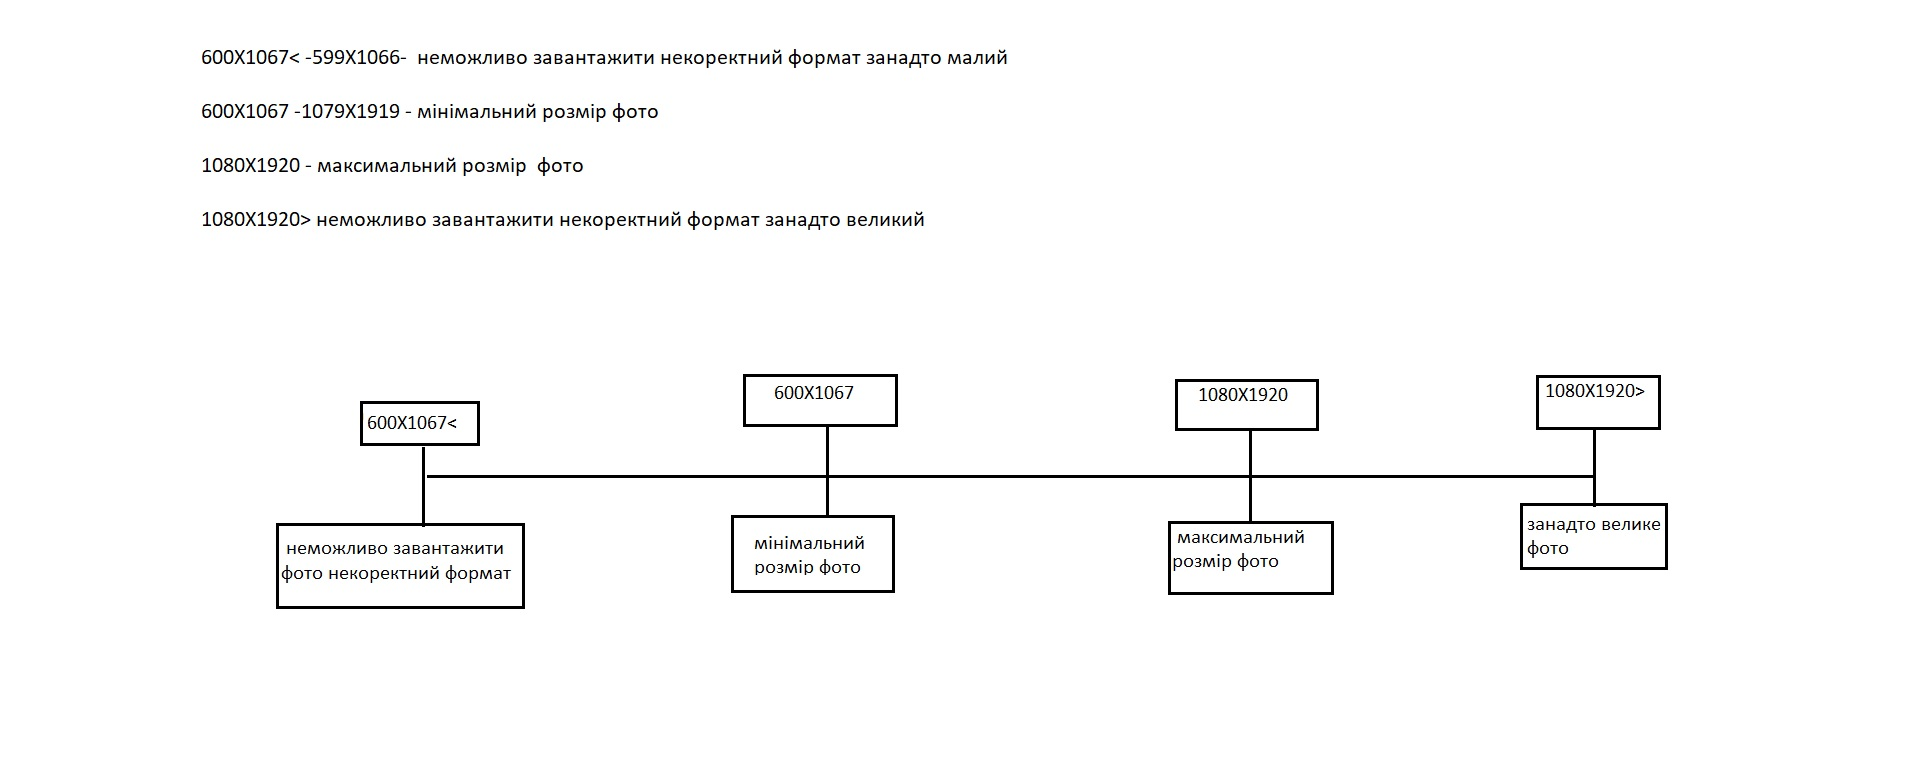 600X1067< -599X1066-  неможливо завантажити некоректний формат занадто малий
600X1067 -1079X1919 - мінімальний розмір фото
1080X1920 - максимальний розмір  фото
1080X1920> неможливо завантажити некоректний формат занадто великий
600X1067<
600X1067
1080X1920
1080X1920>
неможливо завантажити
фото некоректний формат
мінімальний
розмір фото
максимальний
розмір фото
занадто велике
фото